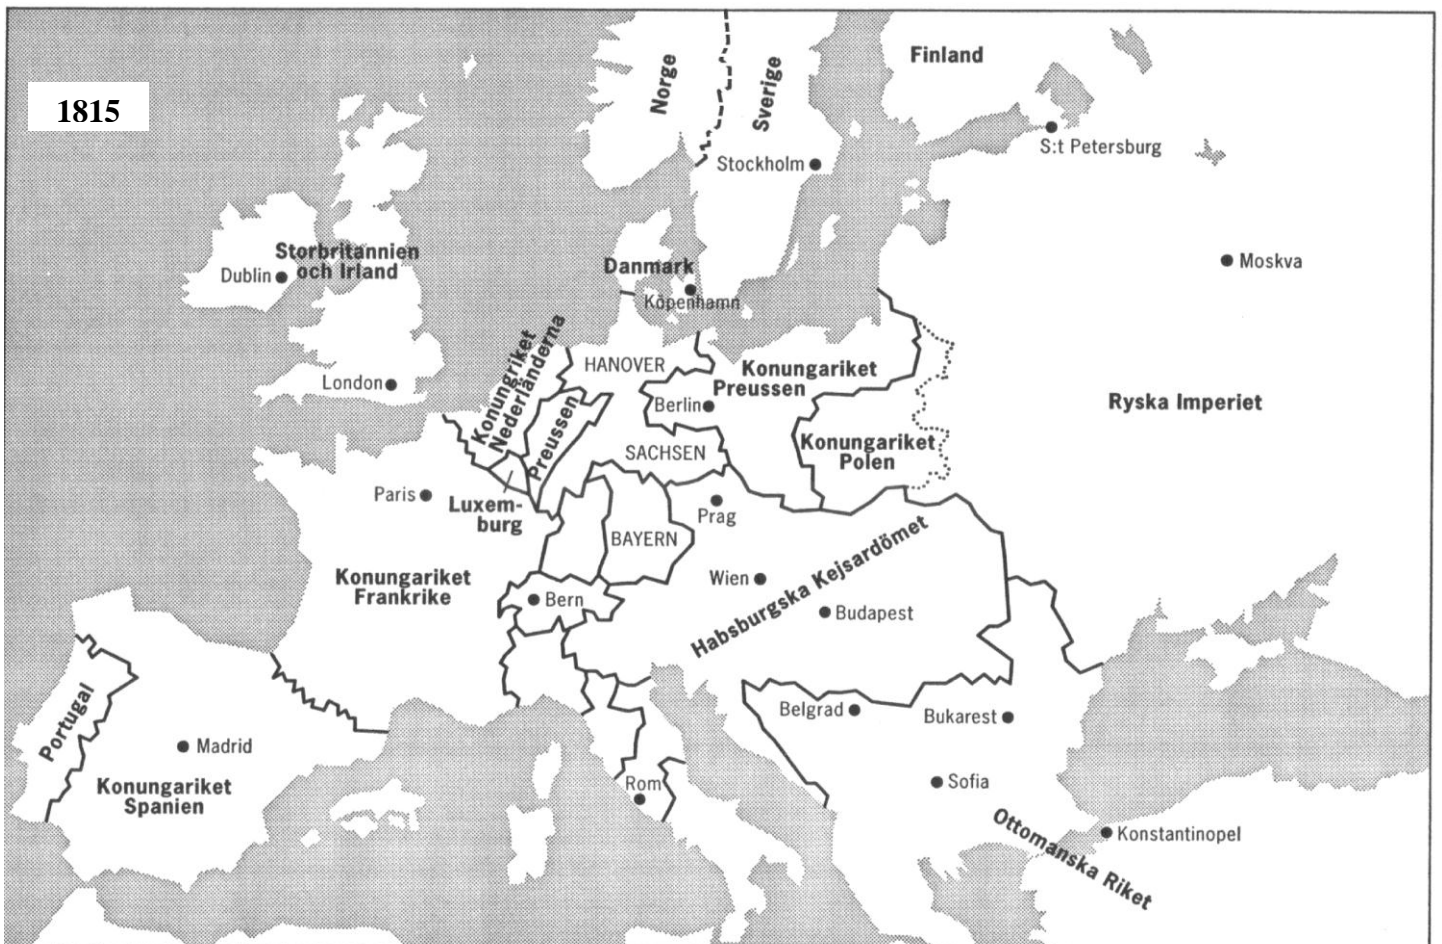 1815
Norge
Sverige
Finland
S:t Petersburg
Stockholm
Moskva
Storbritannien
och Irland
Dublin
Danmark
Köpenhamn
London
Konungriket
Nederländerna
HANOVER
Preussen
Konungariket
Preussen
Berlin
Ryska Imperiet
Konungariket
Polen
SACHSEN
Paris
Luxem-
burg
Prag
BAYERN
Wien
Habsburgska Kejsardömet
Budapest
Konungariket
Frankrike
Bern
Portugal
Madrid
Konungariket
Spanien
Belgrad
Bukarest
Rom
Sofia
Ottomanska Riket
Konstantinopel